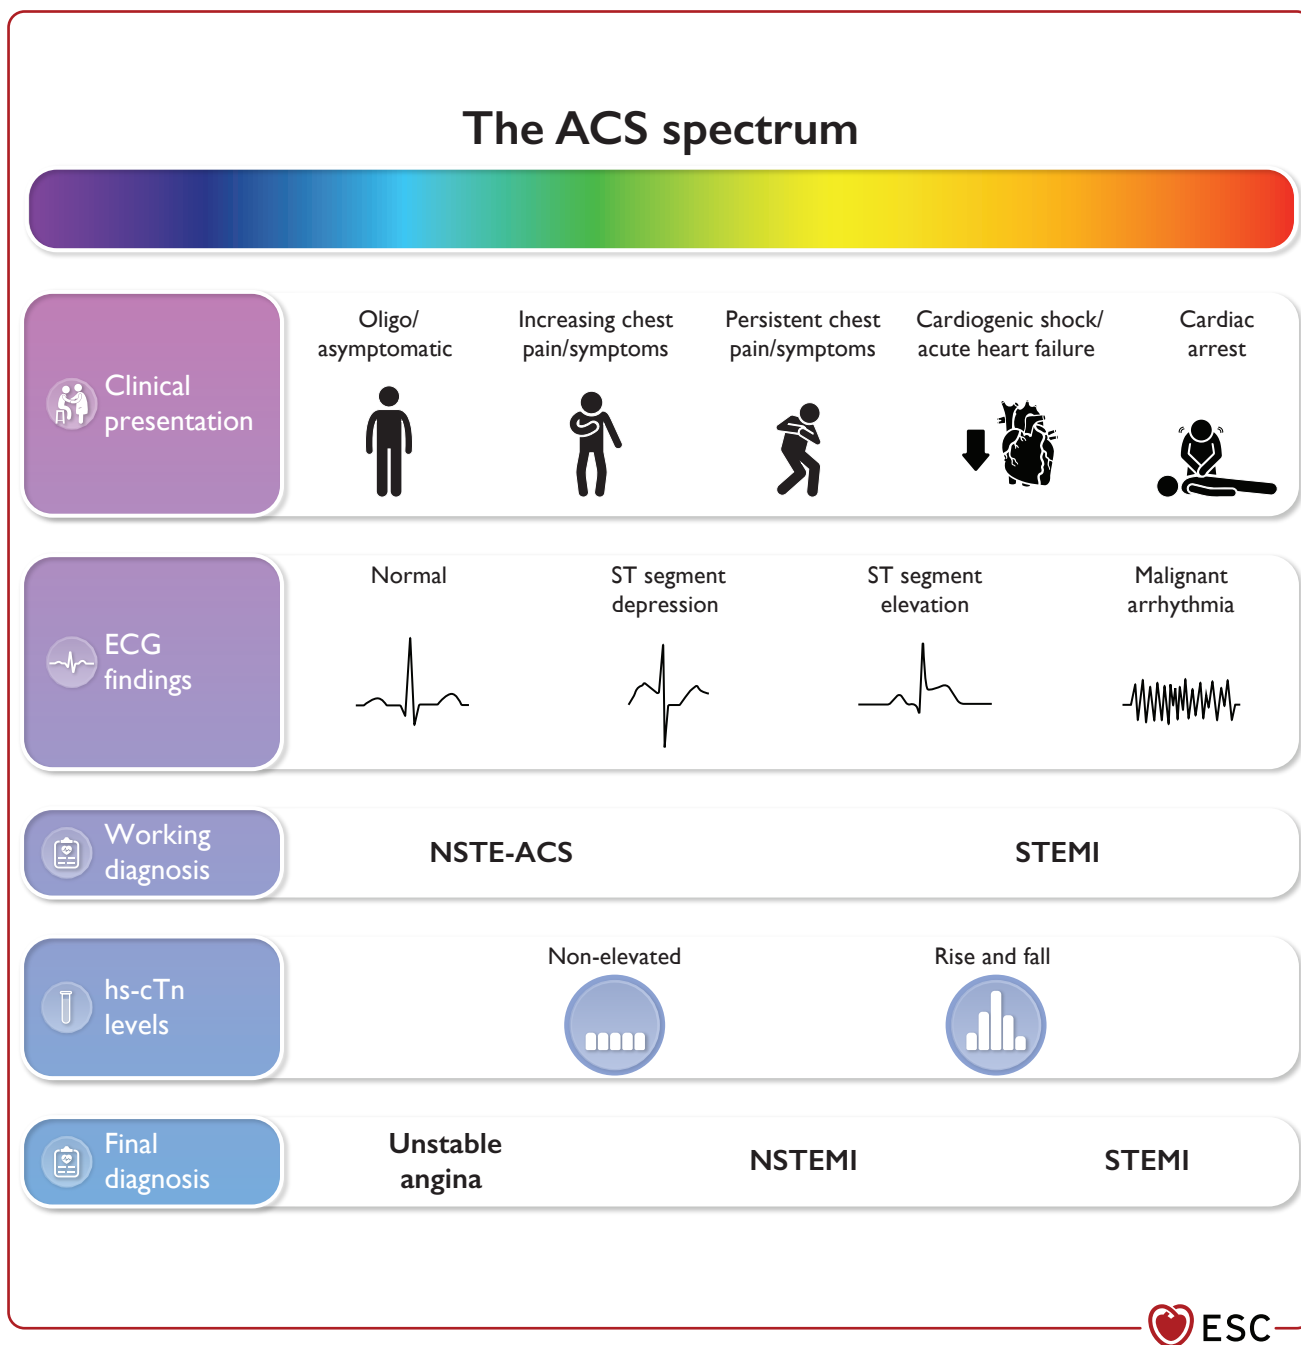 The ACS spectrum
Clinical
presentation
Oligo/
asymptomatic
Increasing chest
pain/symptoms
Persistent chest
pain/symptoms
Cardiogenic shock/
acute heart failure
Cardiac
arrest
ECG
findings
Normal
ST segment
depression
ST segment
elevation
Malignant
arrhythmia
Working
diagnosis
NSTE-ACS
STEMI
hs-cTn
levels
Non-elevated
Rise and fall
Final
diagnosis
Unstable
angina
NSTEMI
STEMI
ESC